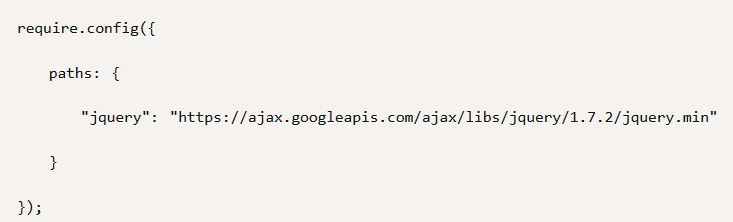 require.config({
paths: {
"jquery": "https://ajax.googleapis.com/ajax/libs/jquery/1.7.2/jquery.min"
}
});